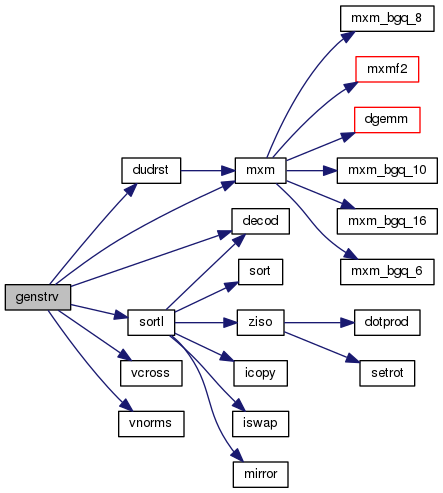 mxm_bgq_8
mxmf2
dgemm
dudrst
mxm
mxm_bgq_10
decod
mxm_bgq_16
sort
mxm_bgq_6
genstrv
sortl
ziso
dotprod
vcross
icopy
setrot
vnorms
iswap
mirror